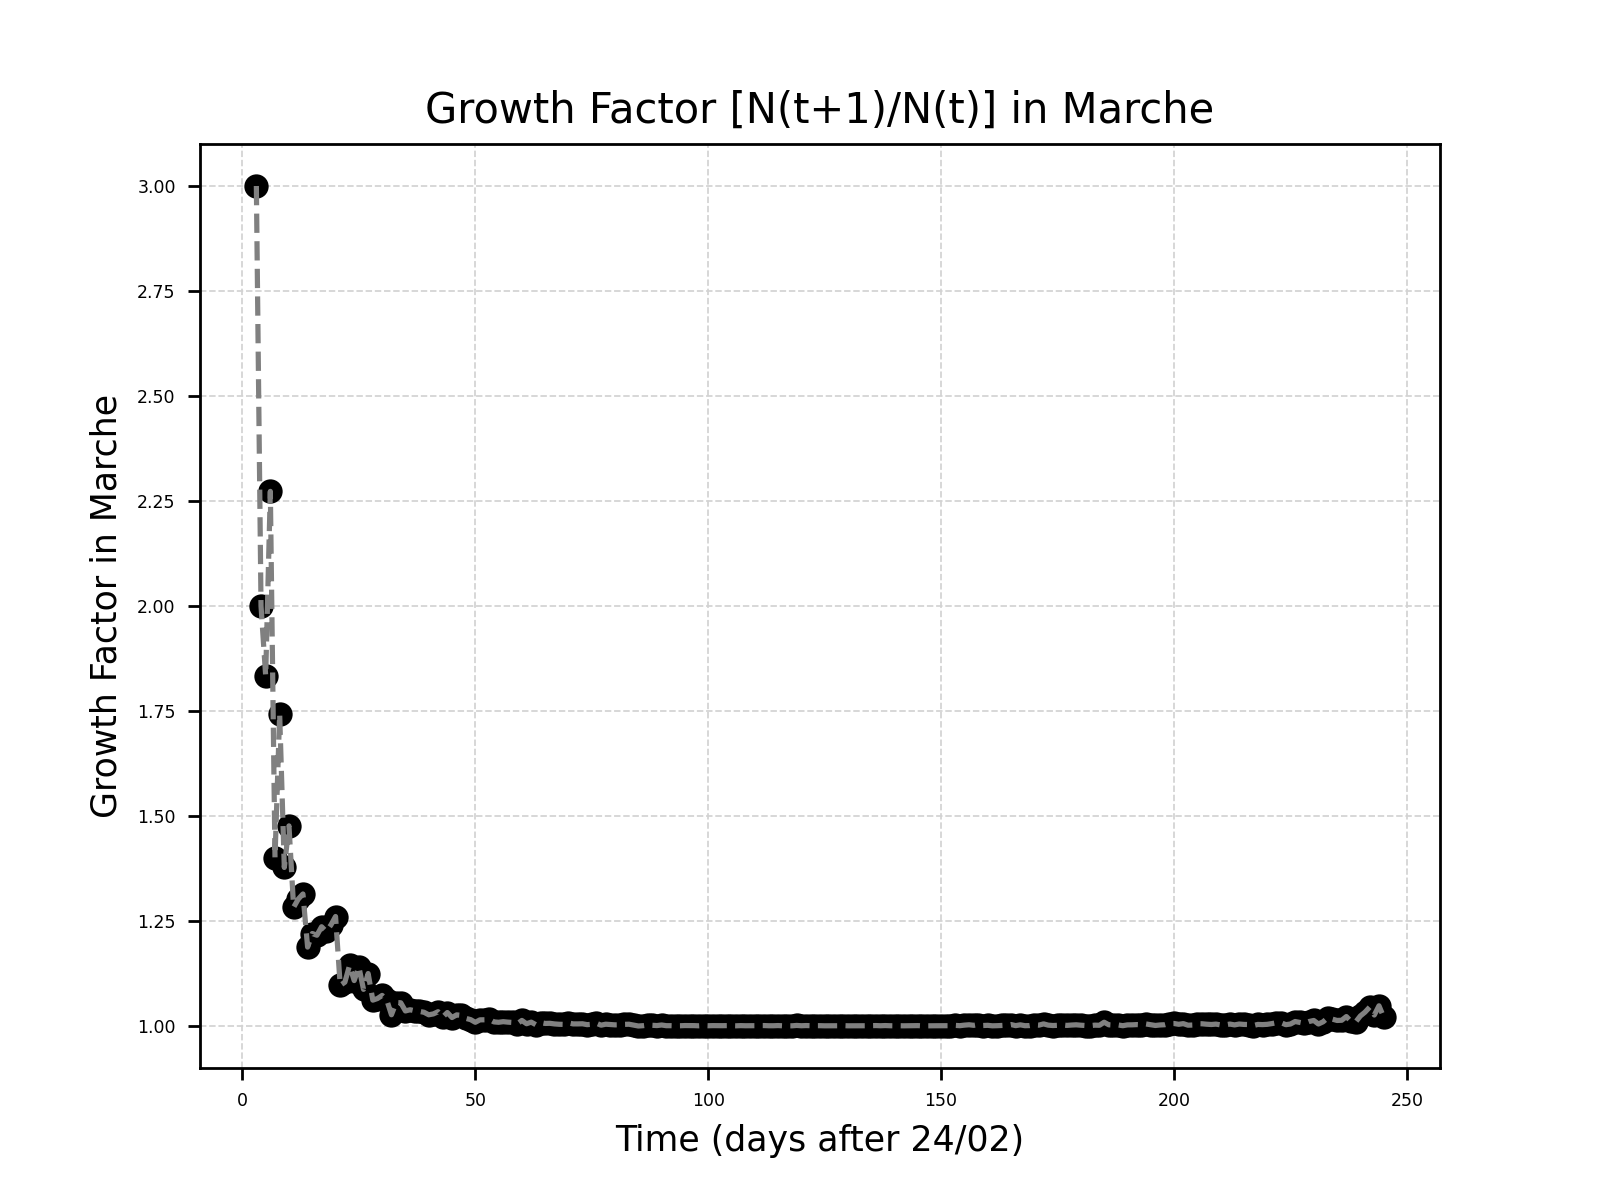 Growth Factor [N(t+1)/N(t)] in Marche
Growth Factor in Marche
3.00
2.75
2.50
2.25
2.00
1.75
1.50
1.25
1.00
0 50 100 150 200 250
Time (days after 24/02)